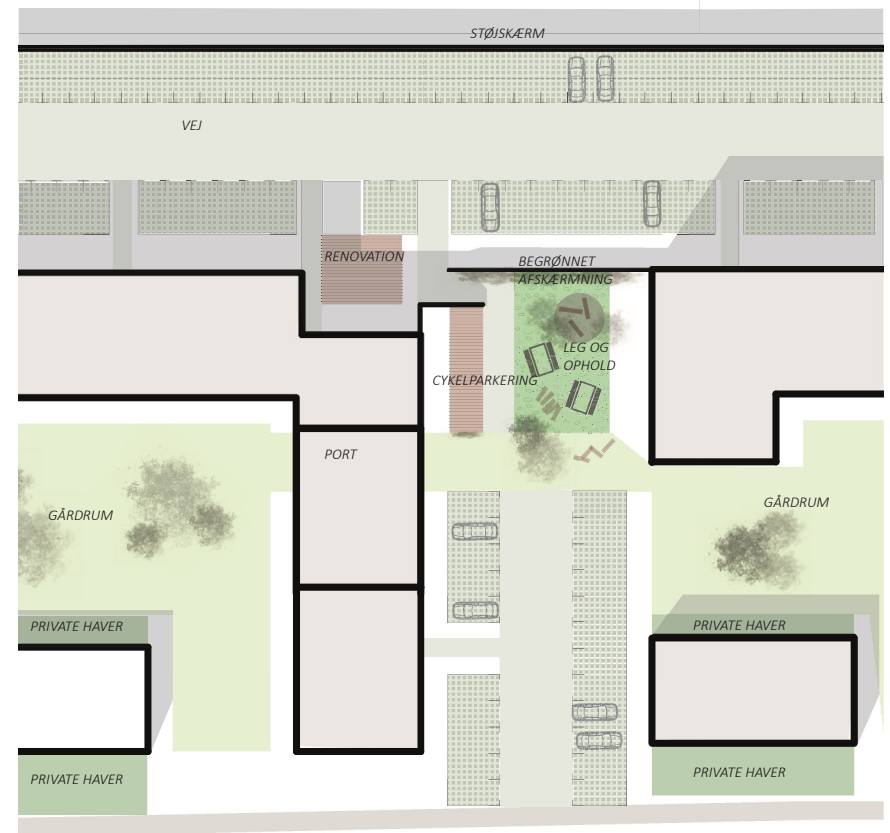 STØJSKÆRM
VEJ
RENOVATION
BEGRØNNET
AFSKÆRMNING
LEG OG
OPHOLD
CYKELPARKERING
PORT
GÅRDRUM
GÅRDRUM
PRIVATE HAVER
PRIVATE HAVER
PRIVATE HAVER
PRIVATE HAVER